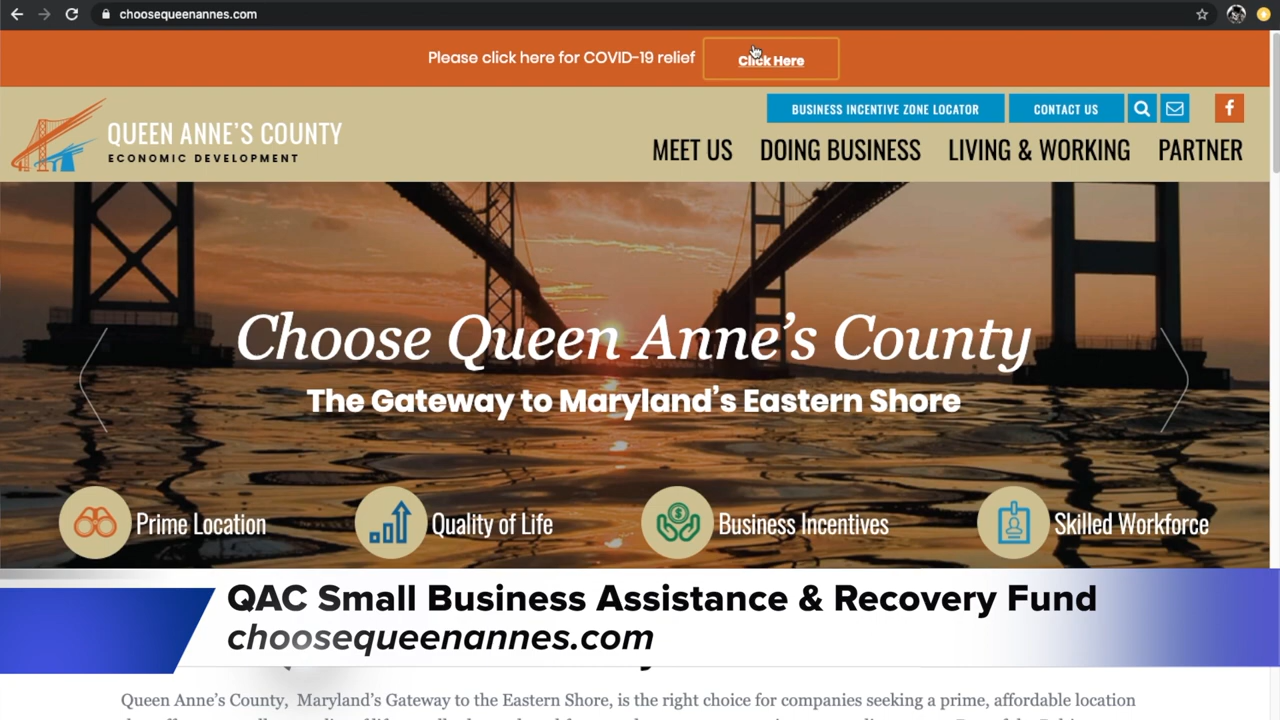 choosequeenannes.com
Please click here for COVID-19 relief
Click Here
BUSINESS INCENTIVE ZONE LOCATOR
CONTACT US
QUEEN ANNE'S COUNTY
ECONOMIC DEVELOPMENT
MEET US
DOING BUSINESS
LIVING & WORKING
PARTNER
Choose Queen Anne's County
The Gateway to Maryland's Eastern Shore
Prime Location
Quality of Life
Business Incentives
Skilled Workforce
QAC Small Business Assistance & Recovery Fund
choosequeenannes.com
Queen Anne's County, Maryland's Gateway to the Eastern Shore, is the right choice for companies seeking a prime, affordable location